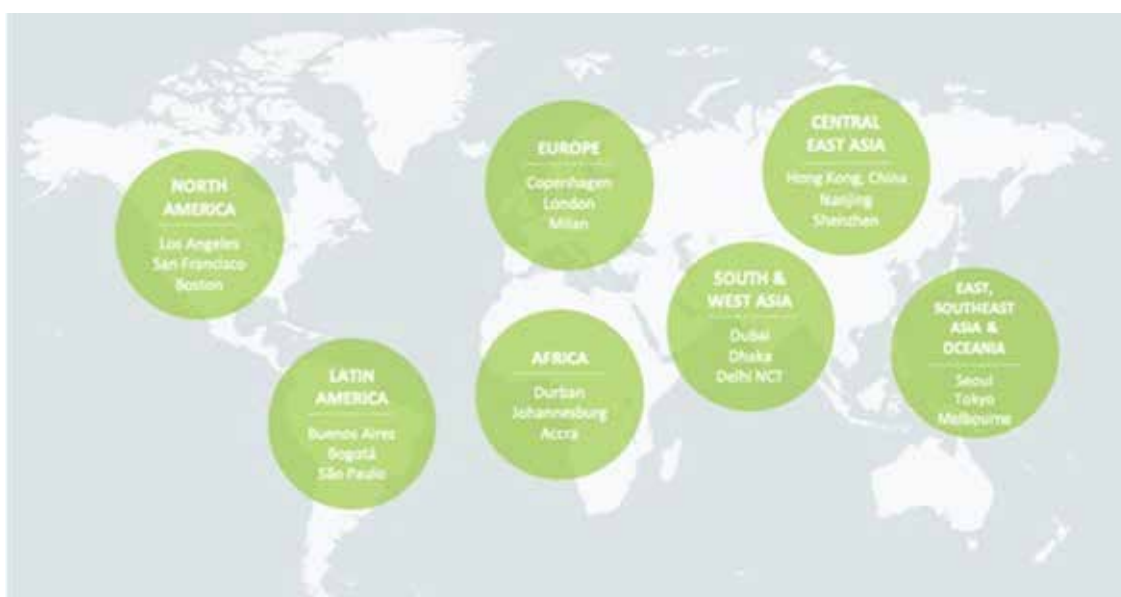 NORTH
AMERICA
Los Angeles
San Francisco
Boston
LATIN
AMERICA
Buenos Aires
Bogotá
São Paulo
EUROPE
Copenhagen
London
Milan
AFRICA
Durban
Johannesburg
Accra
CENTRAL
EAST ASIA
Hong Kong, China
Nanjing
Shenzhen
SOUTH &
WEST ASIA
Dubai
Dhaka
Delhi NCT
EAST,
SOUTHEAST
ASIA &
OCEANIA
Seoul
Tokyo
Melbourne